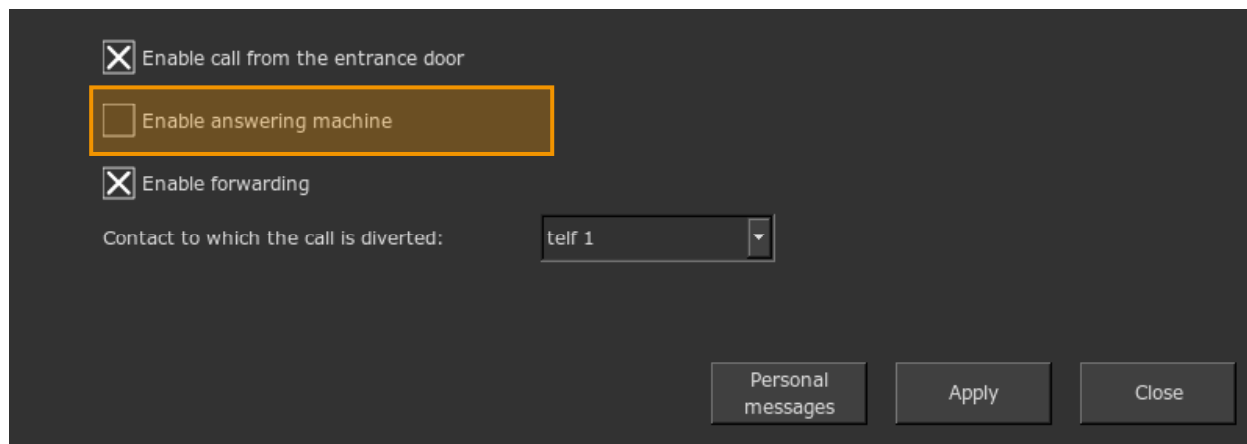 Enable call from the entrance door
Enable answering machine
Enable forwarding
Contact to which the call is diverted:
telf 1
Personal
messages
Apply
Close